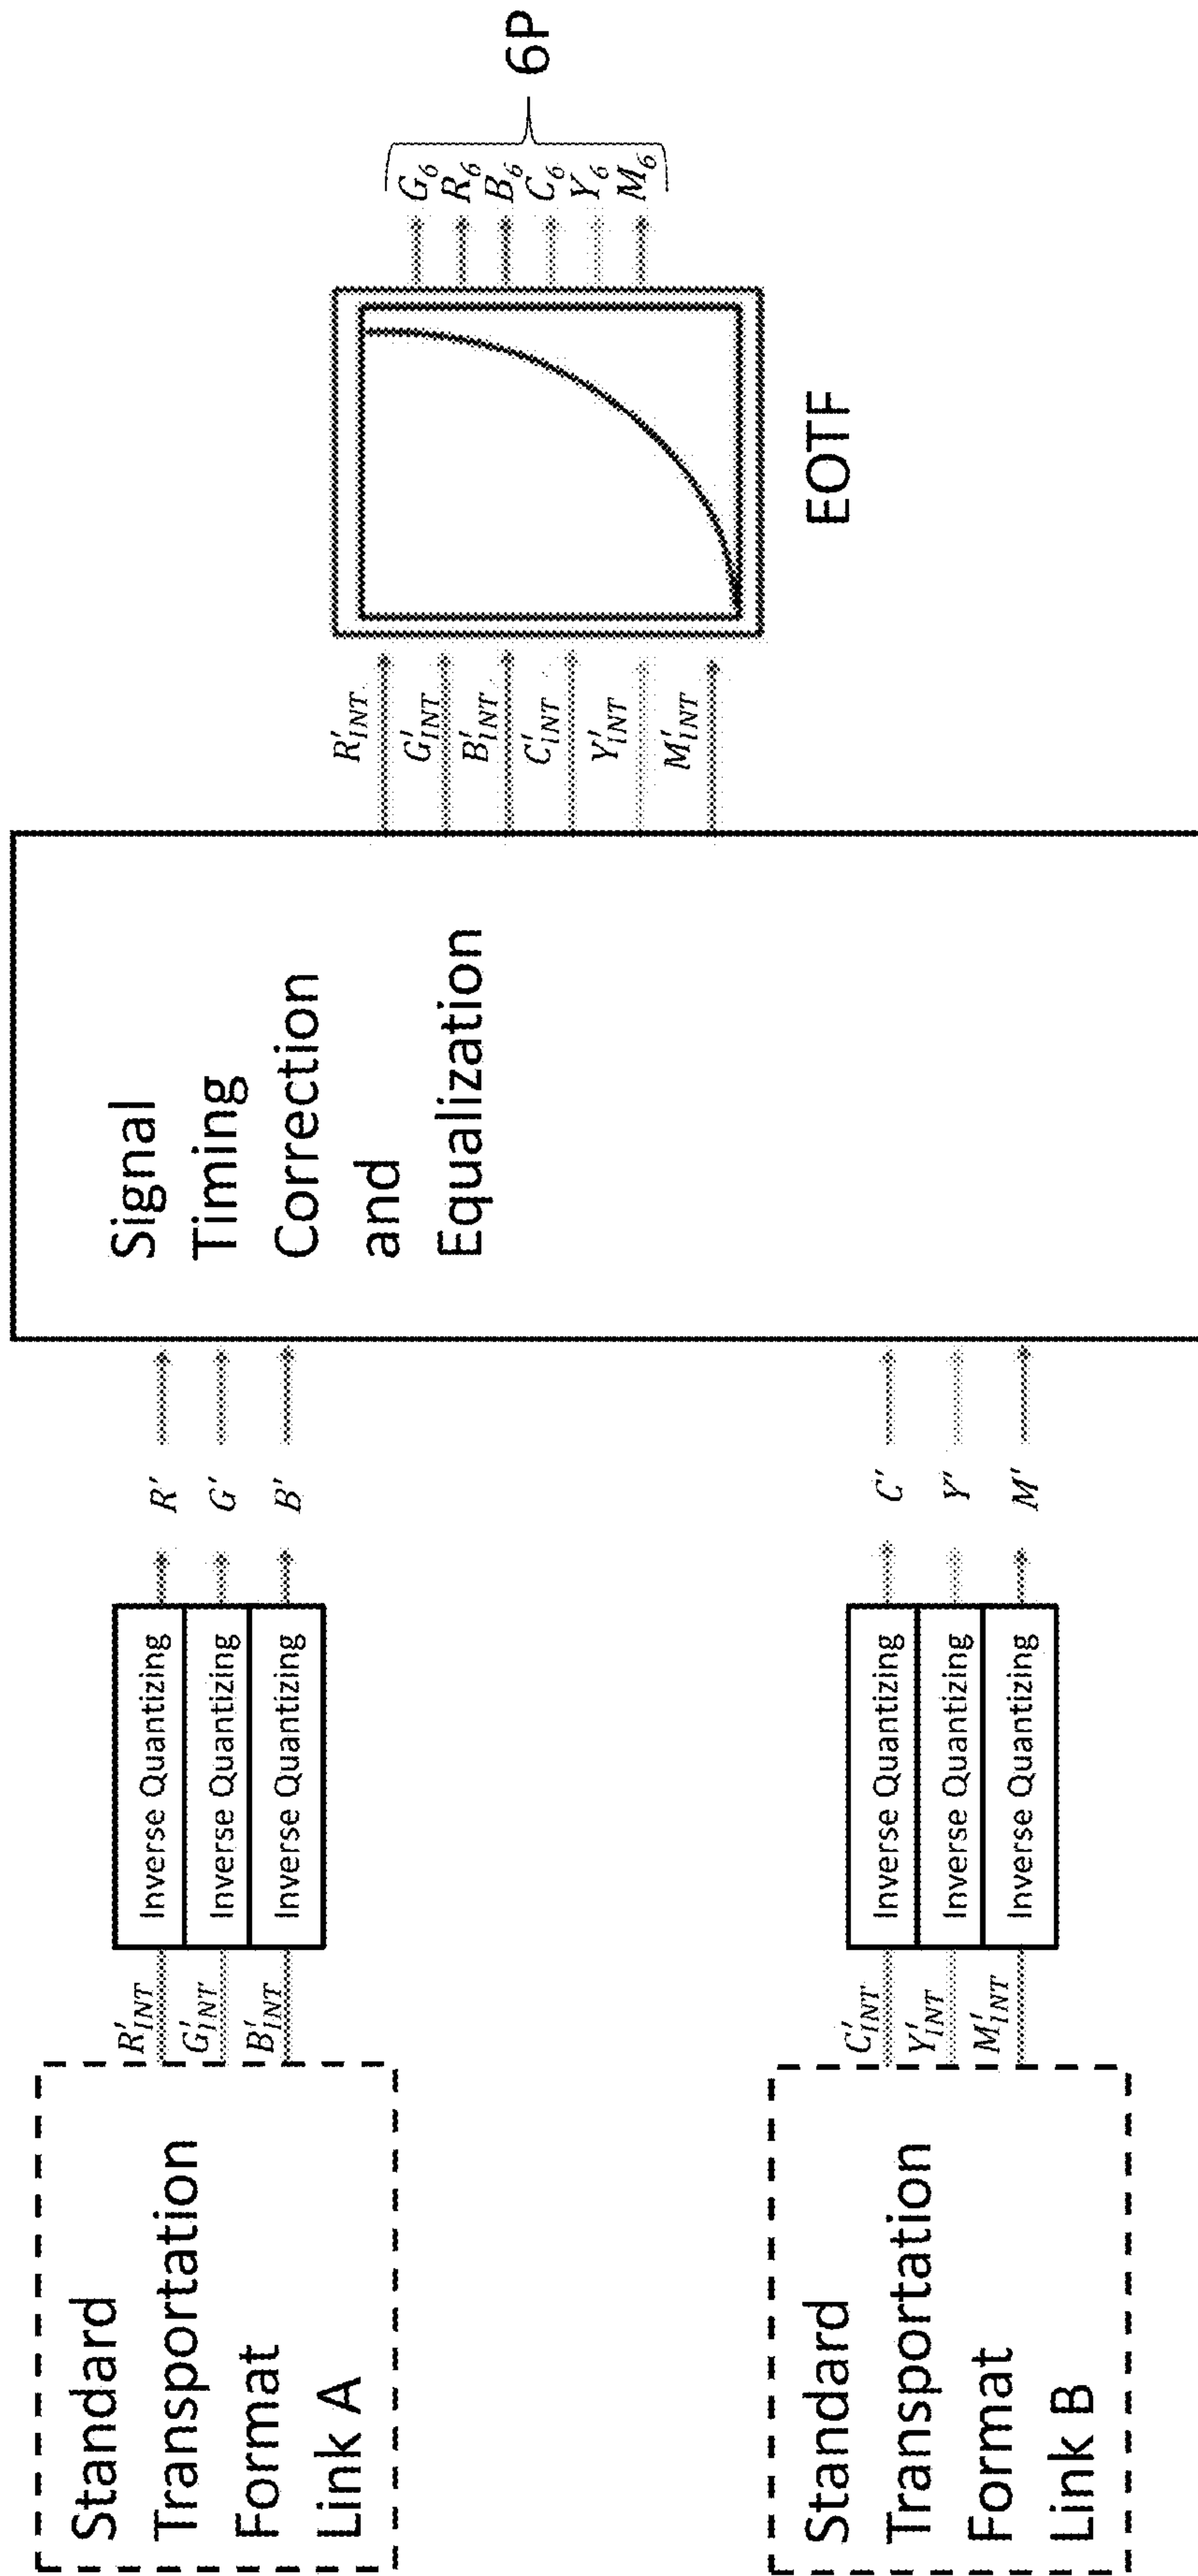 Standard
Transportation
Format
Link A
R'INT
G'INT
B'INT
Inverse Quantizing
Inverse Quantizing
Inverse Quantizing
R'
G'
B'
Standard
Transportation
Format
Link B
C'INT
Y'INT
M'INT
Inverse Quantizing
Inverse Quantizing
Inverse Quantizing
C'
Y'
M'
Signal
Timing
Correction
and
Equalization
R'INT
G'INT
B'INT
C'INT
Y'INT
M'INT
EOTF
G6
R6
B6
C6
Y6
M6
6P